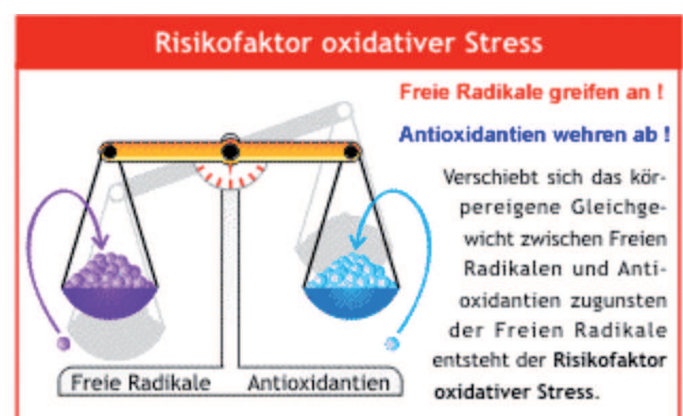 Risikofaktor oxidativer Stress
Freie Radikale greifen an !
Antioxidantien wehren ab !
Verschiebt sich das kör-
pereigene Gleichge-
wicht zwischen Freien
Radikalen und Anti-
oxidantien zugunsten
der Freien Radikale
entsteht der Risikofaktor
oxidativer Stress.
Freie Radikale
Antioxidantien